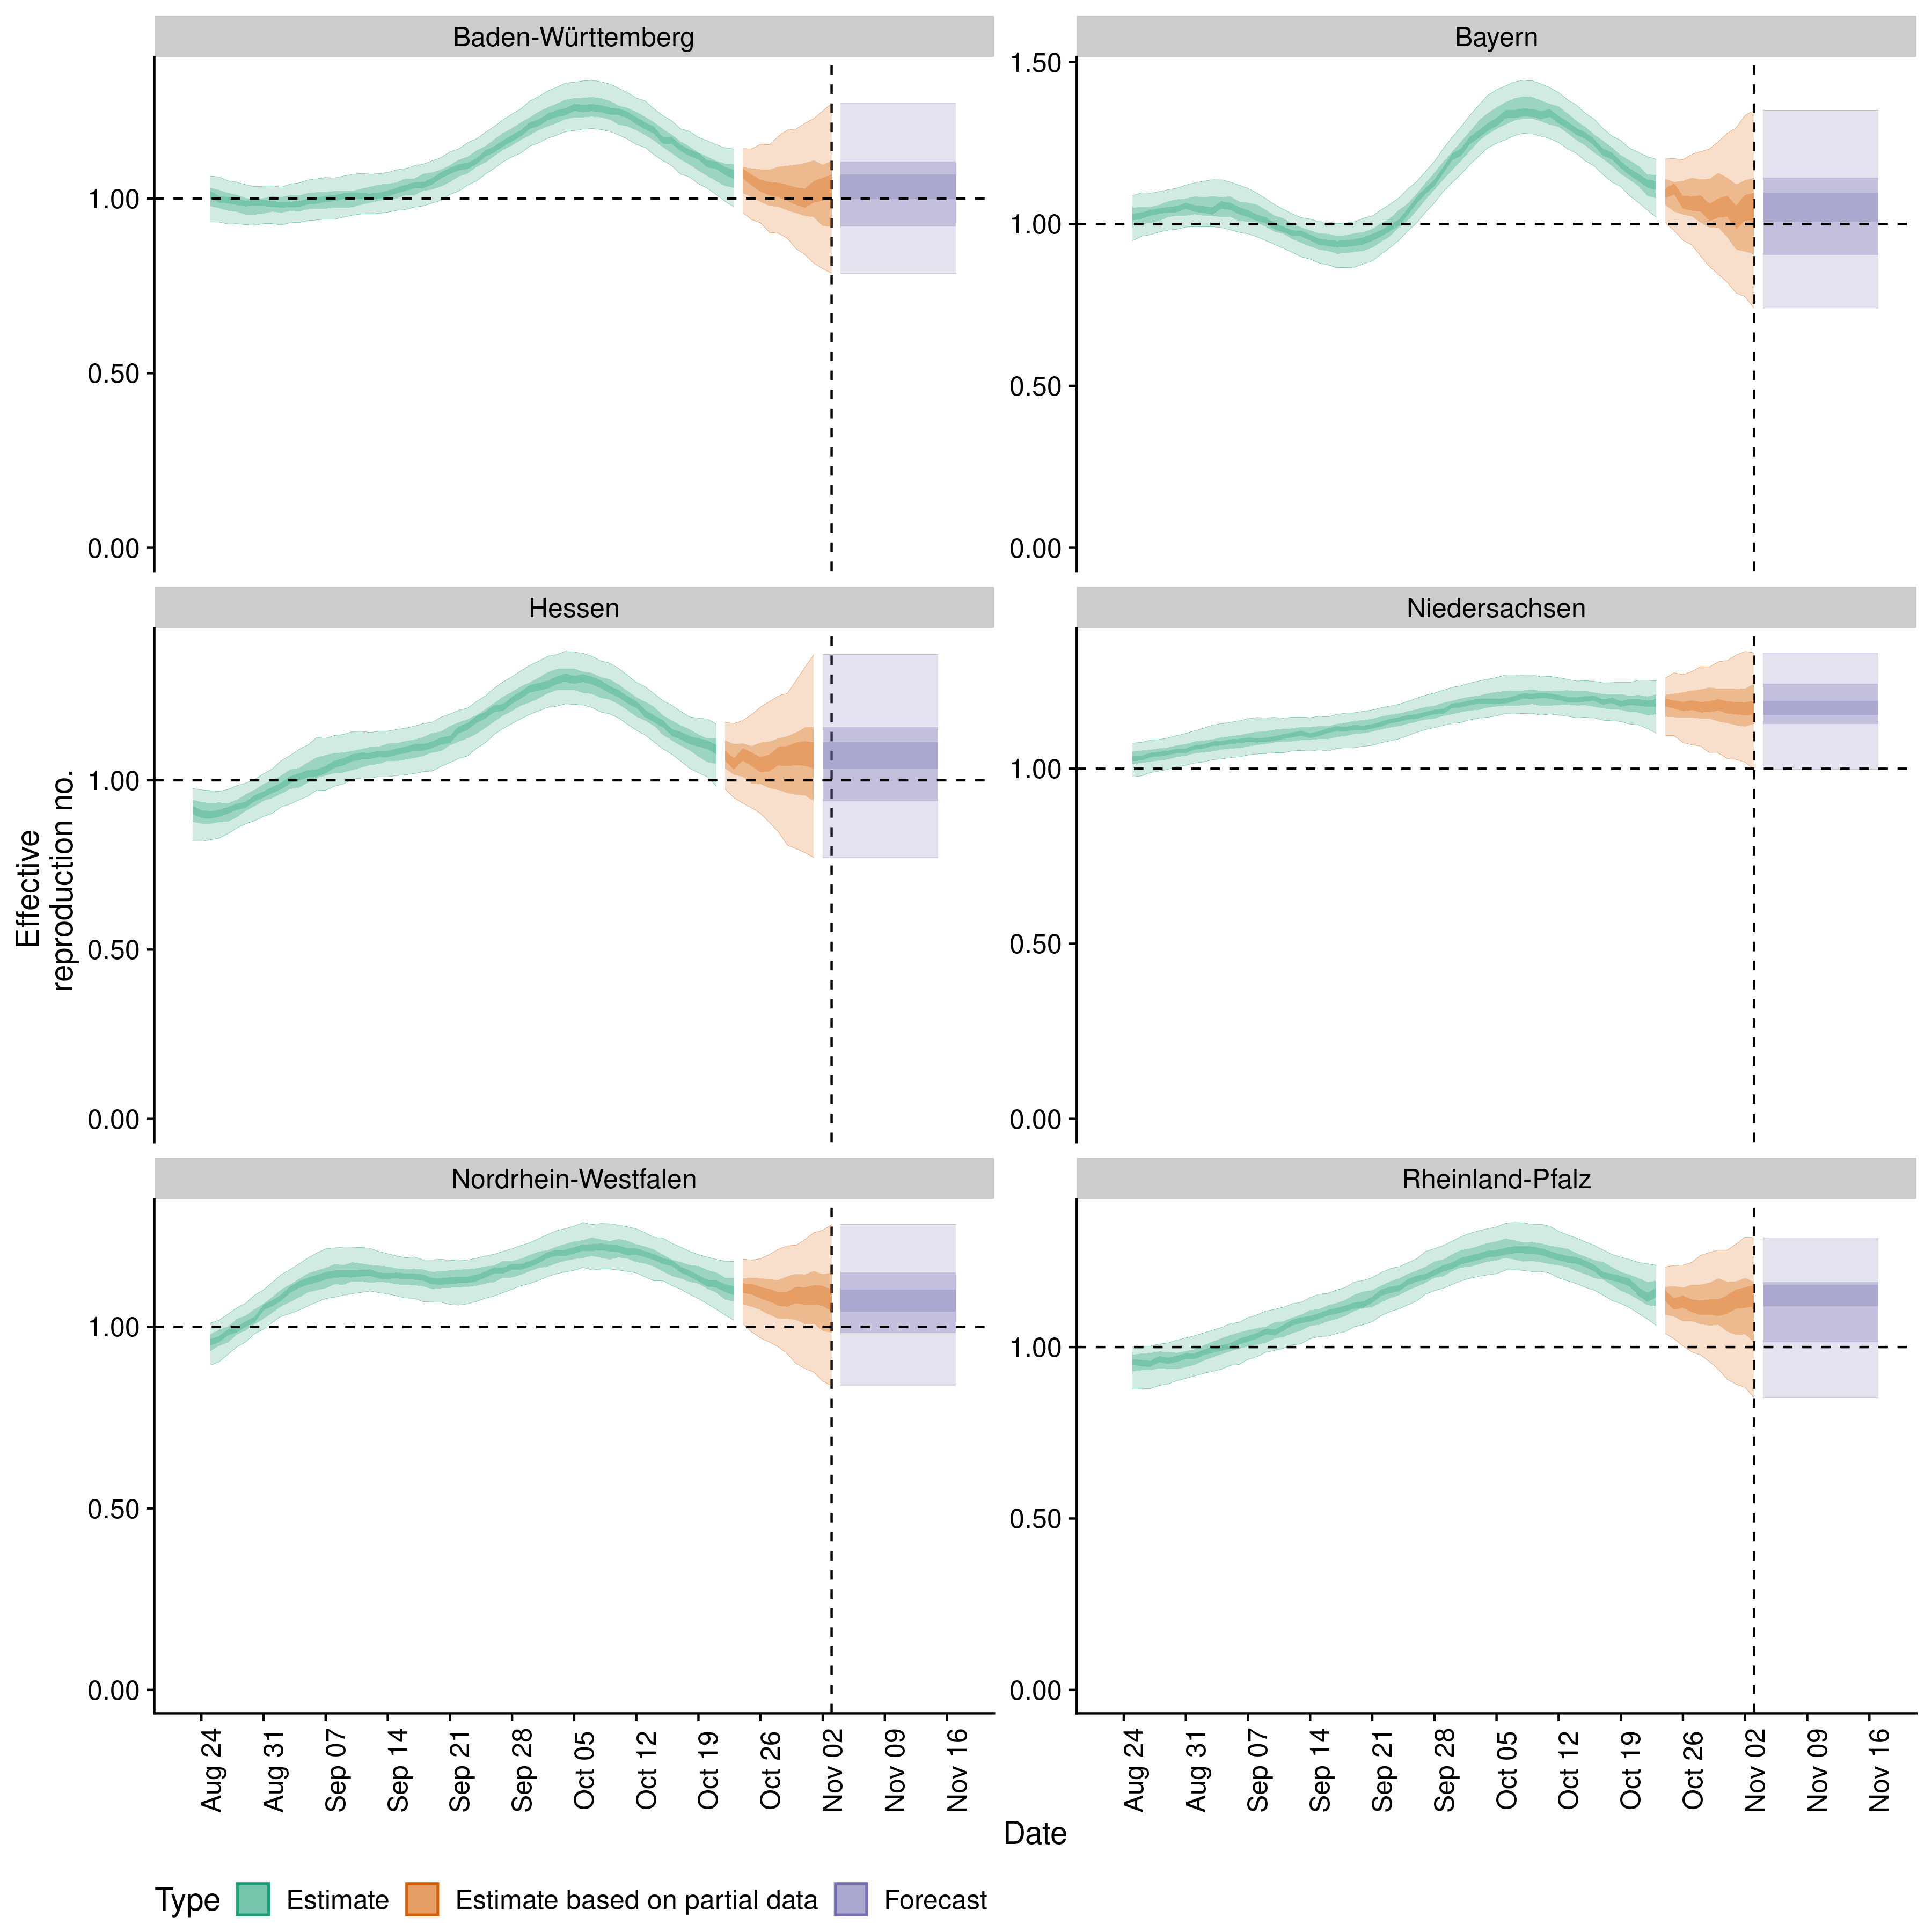 Baden-Württemberg
Bayern
1.00
0.50
0.00
1.50
1.00
0.50
0.00
Hessen
Niedersachsen
Effective
reproduction no.
1.00
0.50
0.00
1.00
0.50
0.00
Nordrhein-Westfalen
Rheinland-Pfalz
1.00
0.50
0.00
1.00
0.50
0.00
Aug 24
Aug 31
Sep 07
Sep 14
Sep 21
Sep 28
Oct 05
Oct 12
Oct 19
Oct 26
Nov 02
Nov 09
Nov 16
Aug 24
Aug 31
Sep 07
Sep 14
Sep 21
Sep 28
Oct 05
Oct 12
Oct 19
Oct 26
Nov 02
Nov 09
Nov 16
Date
Type Estimate Estimate based on partial data Forecast